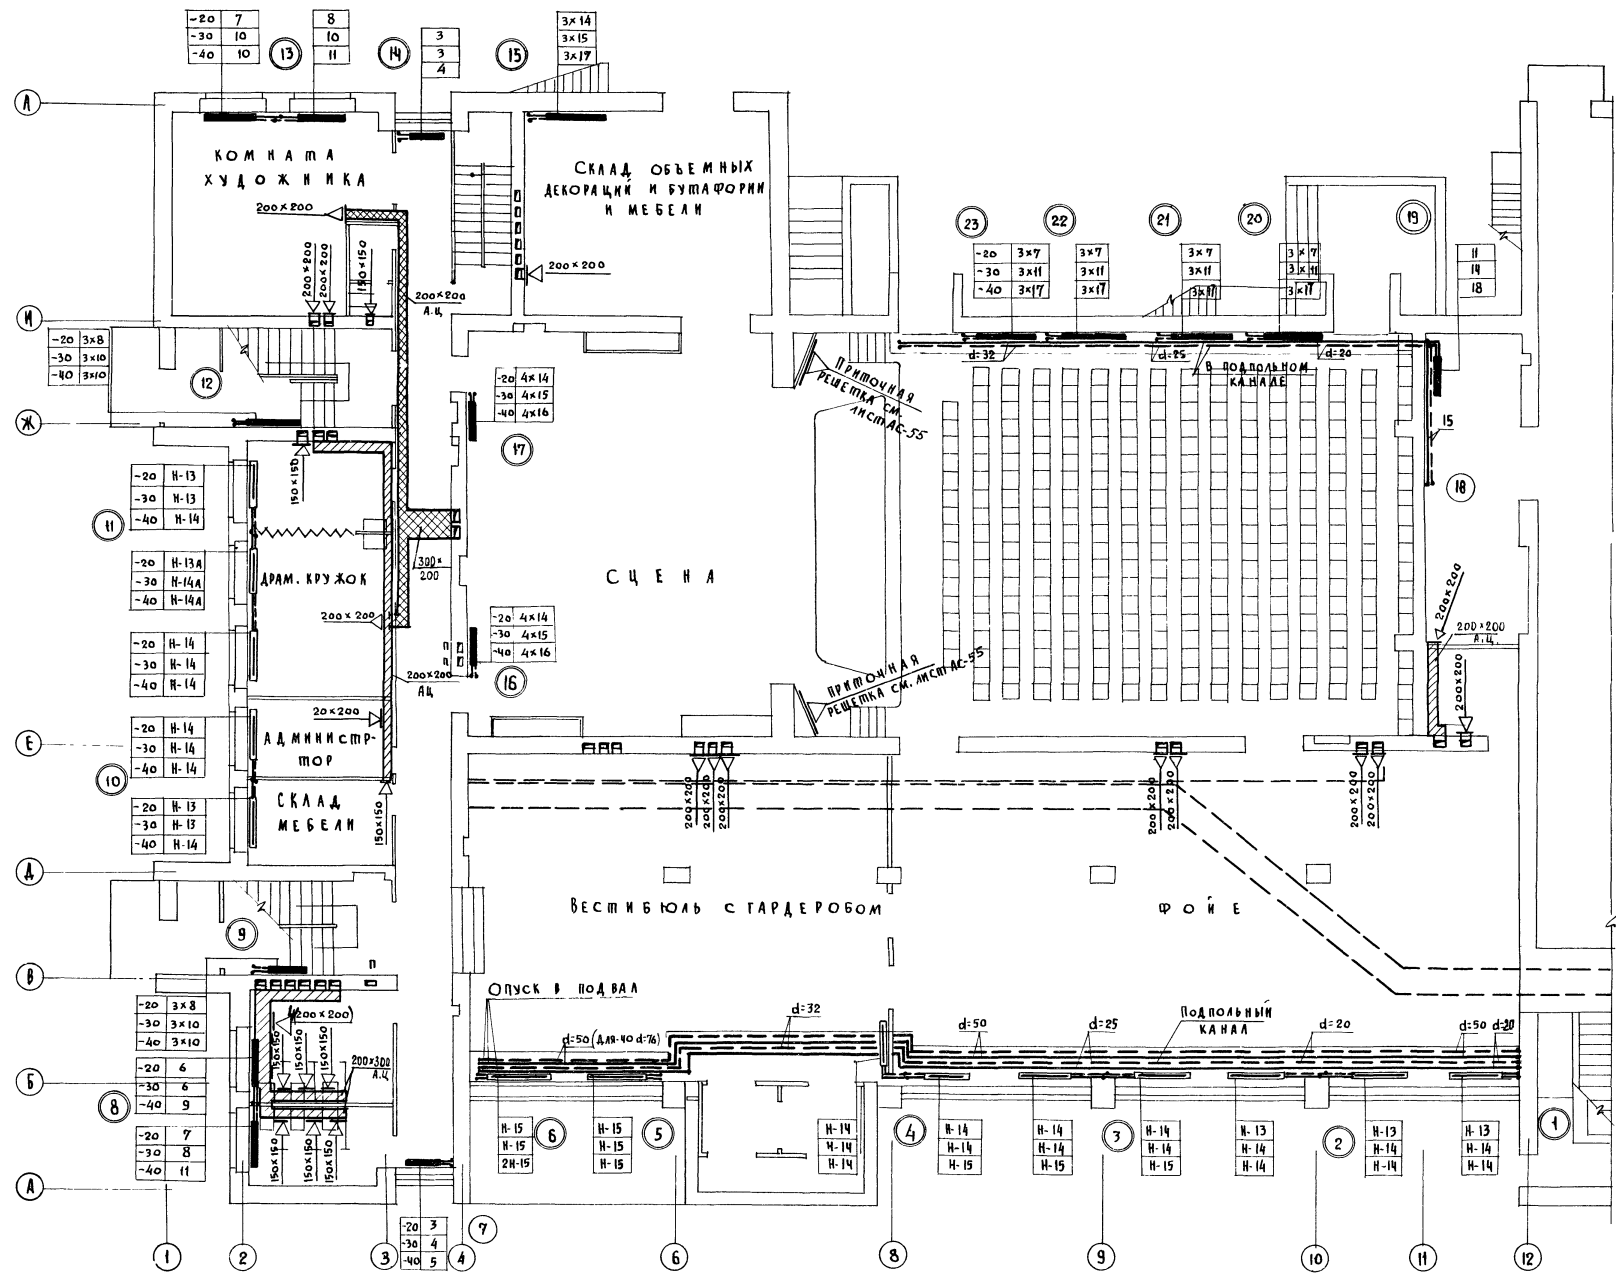 -20 7
-30 10
-40 10
13
8
10
11
14
3
3
4
15
3×14
3×15
3×17
Л
КОМНАТА
ХУДОЖНИКА
СКЛАД ОБЪЕМНЫХ
ДЕКОРАЦИЙ И БУТАФОРИИ
И МЕБЕЛИ
200×200
200×200
200×200
150×150
200×200
200×200
А.Ц.
23
22
21
20
19
-20 3×7
-30 3×11
-40 3×17
3×7
3×11
3×17
3×7
3×11
3×17
3×7
3×11
3×17
11
14
18
И
-20 3×8
-30 3×10
-40 3×10
12
d=32
d=25
d=20
В ПОДПОЛЬНОМ
КАНАЛЕ
ПРИТОЧНАЯ
РЕШЕТКА СМ.
ЛИСТ АС-55
-20 4×14
-30 4×15
-40 4×16
17
Ж
15
18
150×150
-20 Н-13
-30 Н-13
-40 Н-14
11
-20 Н-13А
-30 Н-14А
-40 Н-14А
ДРАМ. КРУЖОК
300×
200
СЦЕНА
200×200
-20 4×14
-30 4×15
-40 4×16
16
П
П
200×200
200×200
А.Ц.
200×200
-20 Н-14
-30 Н-14
-40 Н-14
200×200
АЦ
ПРИТОЧНАЯ
РЕШЕТКА СМ. ЛИСТ АС-55
20×200
Е
-20 Н-14
-30 Н-14
-40 Н-14
АДМИНИСТР-
ТОР
10
-20 Н-13
-30 Н-13
-40 Н-14
СКЛАД
МЕБЕЛИ
150×150
200×200
200×200
200×200
200×200
200×200
200×200
200×200
Д
ВЕСТИБЮЛЬ С ГАРДЕРОБОМ
ФОЙЕ
9
В
П
ОПУСК В ПОДВАЛ
-20 3×8
-30 3×10
-40 3×10
(200×200)
150×150
150×150
150×150
200×300
А.Ц
d=50 (ДЛЯ-40 d=76)
d=32
d=50
d=25
ПОДПОЛЬНЫЙ
КАНАЛ
d=20
d=50
d=20
Б
-20 6
-30 6
-40 9
8
-20 7
-30 8
-40 11
150×150
150×150
150×150
Н-15
Н-15
2Н-15
6
Н-15
Н-15
Н-15
5
Н-14
Н-14
Н-14
4
Н-14
Н-14
Н-15
Н-14
Н-14
Н-15
3
Н-14
Н-14
Н-15
Н-13
Н-14
Н-14
2
Н-13
Н-14
Н-14
Н-13
Н-14
Н-14
1
А
-20 3
-30 4
-40 5
7
1
2
3
4
6
8
9
10
11
12